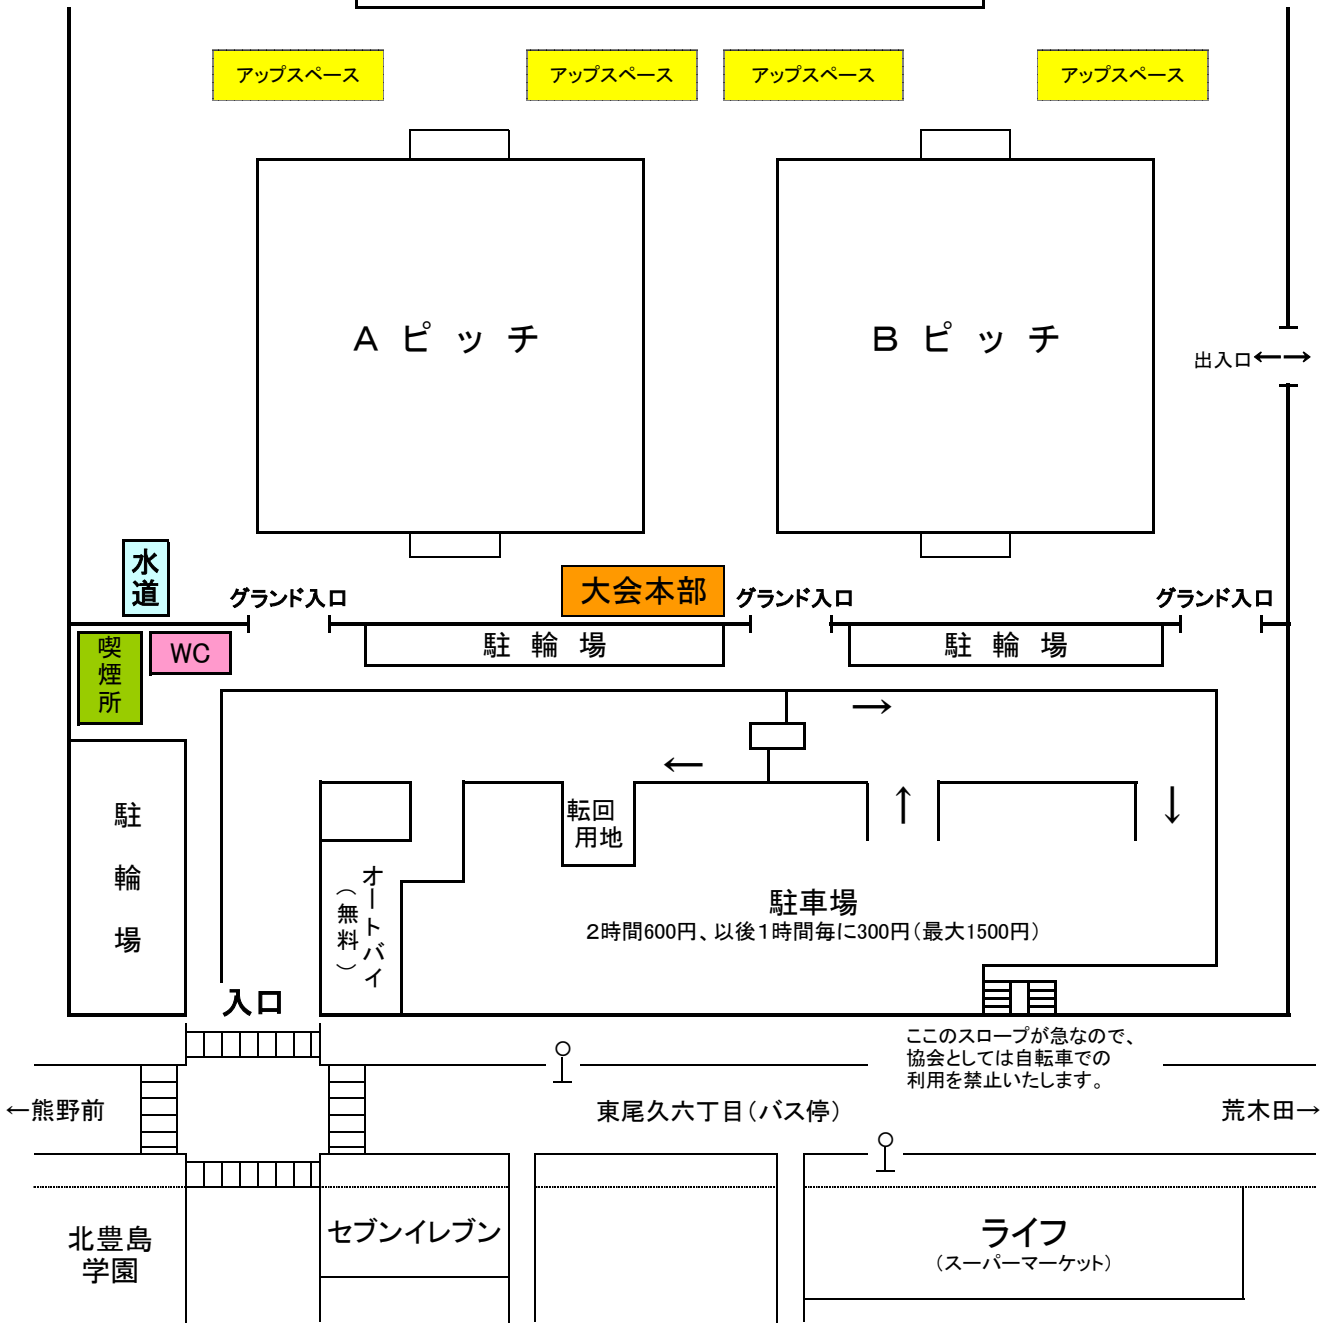 アップスペース
アップスペース
アップスペース
アップスペース
A ピ ッ チ
B ピ ッ チ
出入口←→
水道
グランド入口
大会本部
グランド入口
グランド入口
喫煙所
WC
駐 輪 場
駐 輪 場
→
←
転回
用地
↑
↓
駐輪場
オートバイ
（無料）
駐車場
２時間600円、以後１時間毎に300円（最大1500円）
入口
ここのスロープが急なので、
協会としては自転車での
利用を禁止いたします。
←熊野前
東尾久六丁目（バス停）
荒木田→
北豊島
学園
セブンイレブン
ライフ
（スーパーマーケット）